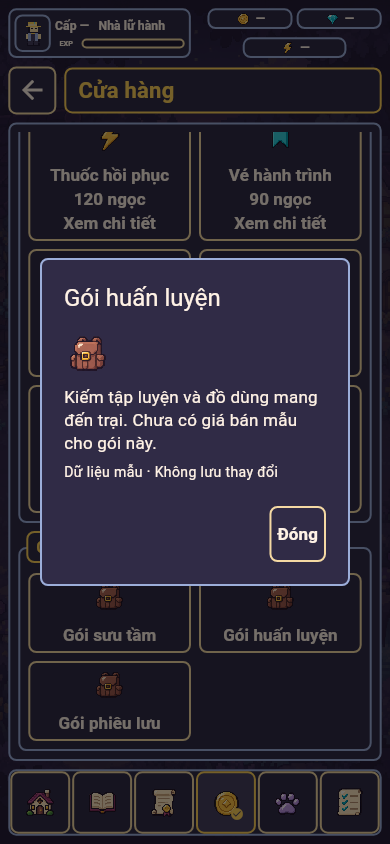 Cấp — Nhà lữ hành
EXP
—
—
—
Cửa hàng
Thuốc hồi phục
120 ngọc
Xem chi tiết
Vé hành trình
90 ngọc
Xem chi tiết
Gói huấn luyện
Kiếm tập luyện và đồ dùng mang
đến trại. Chưa có giá bán mẫu
cho gói này.
Dữ liệu mẫu · Không lưu thay đổi
Đóng
Gói sưu tầm
Gói huấn luyện
Gói phiêu lưu